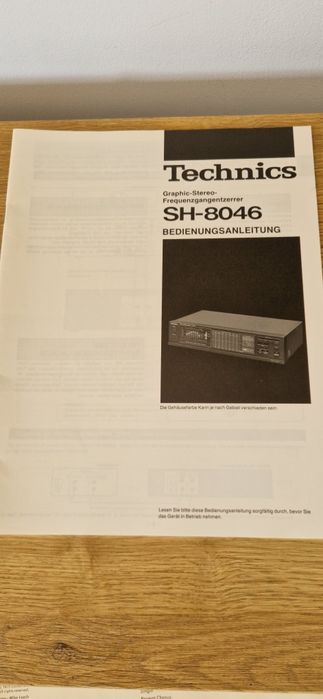 Technics
Graphic-Stereo-
Frequenzgangentzerrer
SH-8046
BEDIENUNGSANLEITUNG
Die Gehäusefarbe Kann je nach Gebiet verschieden sein.
Lesen Sie bitte diese Bedienungsanleitung sorgfältig durch, bevor Sie
das Gerät in Betrieb nehmen.